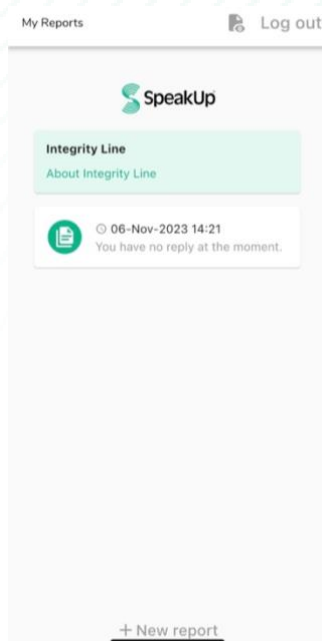 My Reports
Log out
SpeakUp
Integrity Line
About Integrity Line
06-Nov-2023 14:21
You have no reply at the moment.
+ New report